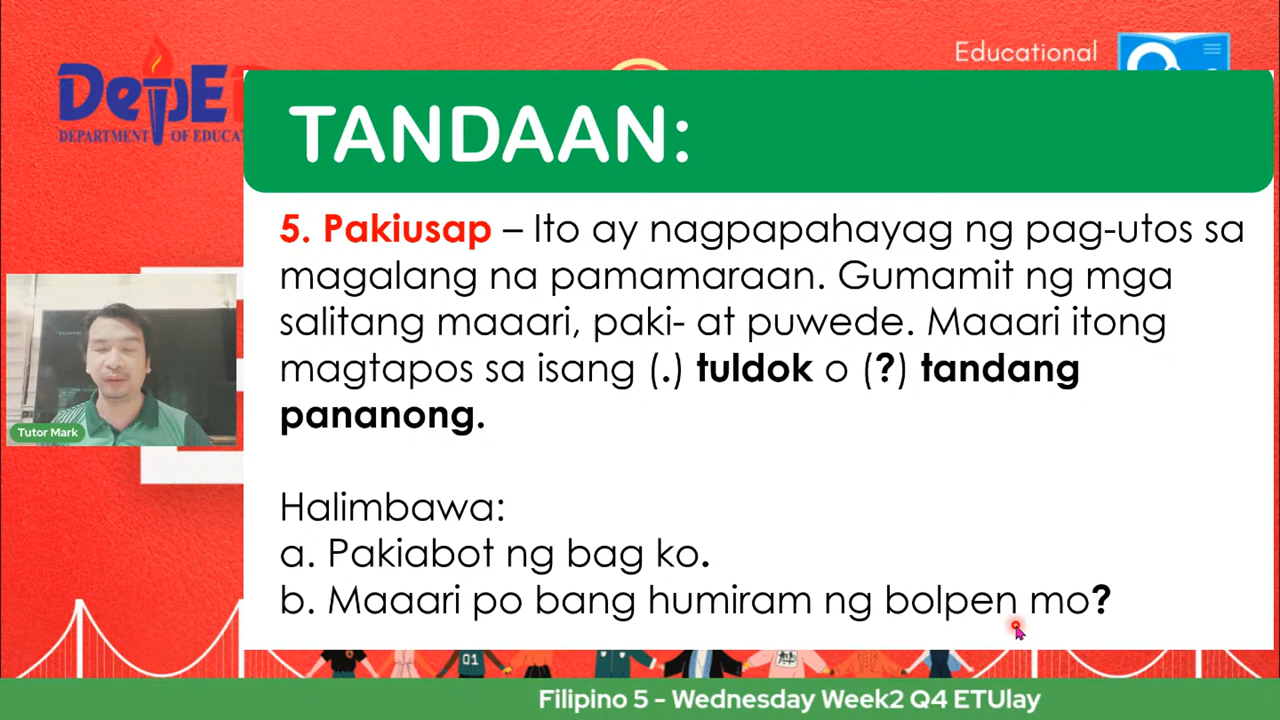 Educational
DepE
DEPARTMENT OF EDUCAT
TANDAAN:
5. Pakiusap – Ito ay nagpapahayag ng pag-utos sa
magalang na pamamaraan. Gumamit ng mga
salitang maaari, paki- at puwede. Maaari itong
magtapos sa isang (.) tuldok o (?) tandang
pananong.
Tutor Mark
Halimbawa:
a. Pakiabot ng bag ko.
b. Maaari po bang humiram ng bolpen mo?
01
Filipino 5 - Wednesday Week2 Q4 ETUlay